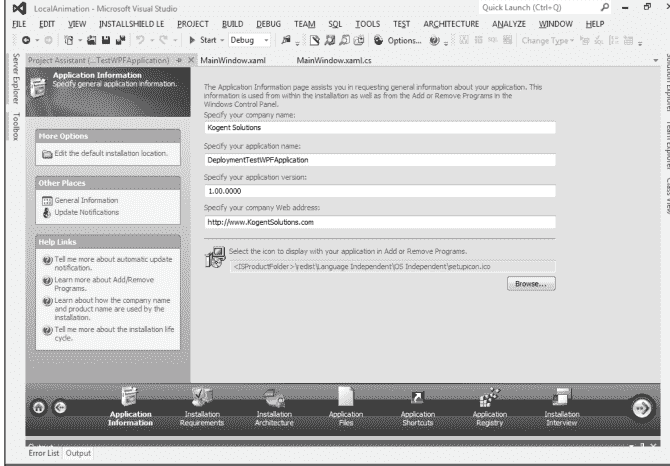 LocalAnimation - Microsoft Visual Studio
Quick Launch (Ctrl+Q)
FILE EDIT VIEW INSTALLSHIELD LE PROJECT BUILD DEBUG TEAM SQL TOOLS TEST ARCHITECTURE ANALYZE WINDOW HELP
Start Debug Options... Change Type
Project Assistant (...TestWPFApplication) MainWindow.xaml MainWindow.xaml.cs
Server Explorer
Toolbox
Solution Explorer
Team Explorer
Class View
Application Information
Specify general application information.
More Options
Edit the default installation location.
Other Places
General Information
Update Notifications
Help Links
Tell me more about automatic update
notification.
Learn more about Add/Remove
Programs.
Learn about how the company name
and product name are used by the
installation.
Tell me more about the installation life
cycle.
The Application Information page assists you in requesting general information about your application. This
information is used from within the installation as well as from the Add or Remove Programs in the
Windows Control Panel.
Specify your company name:
Kogent Solutions
Specify your application name:
DeploymentTestWPFApplication
Specify your application version:
1.00.0000
Specify your company Web address:
http://www.KogentSolutions.com
Select the icon to display with your application in Add or Remove Programs.
<ISProductFolder>\redist\Language Independent\OS Independent\setupicon.ico
Browse...
Application
Information
Installation
Requirements
Installation
Architecture
Application
Files
Application
Shortcuts
Application
Registry
Installation
Interview
Output
Error List Output